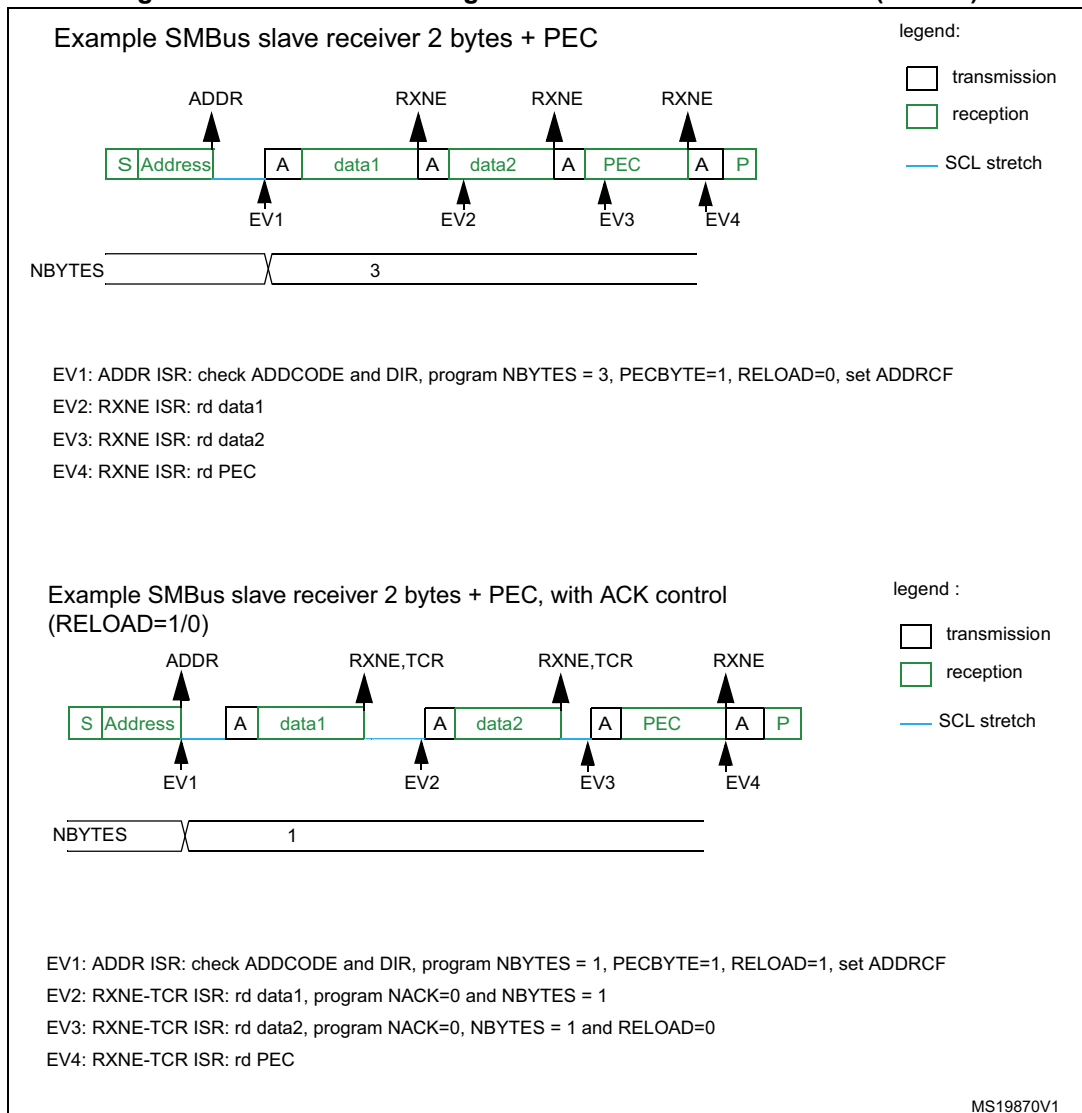 Example SMBus slave receiver 2 bytes + PEC
legend:
transmission
reception
SCL stretch
ADDR RXNE RXNE RXNE
S Address A data1 A data2 A PEC A P
EV1 EV2 EV3 EV4
NBYTES 3
EV1: ADDR ISR: check ADDCODE and DIR, program NBYTES = 3, PECBYTE=1, RELOAD=0, set ADDRCF
EV2: RXNE ISR: rd data1
EV3: RXNE ISR: rd data2
EV4: RXNE ISR: rd PEC
Example SMBus slave receiver 2 bytes + PEC, with ACK control
(RELOAD=1/0)
legend :
transmission
reception
SCL stretch
ADDR RXNE,TCR RXNE,TCR RXNE
S Address A data1 A data2 A PEC A P
EV1 EV2 EV3 EV4
NBYTES 1
EV1: ADDR ISR: check ADDCODE and DIR, program NBYTES = 1, PECBYTE=1, RELOAD=1, set ADDRCF
EV2: RXNE-TCR ISR: rd data1, program NACK=0 and NBYTES = 1
EV3: RXNE-TCR ISR: rd data2, program NACK=0, NBYTES = 1 and RELOAD=0
EV4: RXNE-TCR ISR: rd PEC
MS19870V1